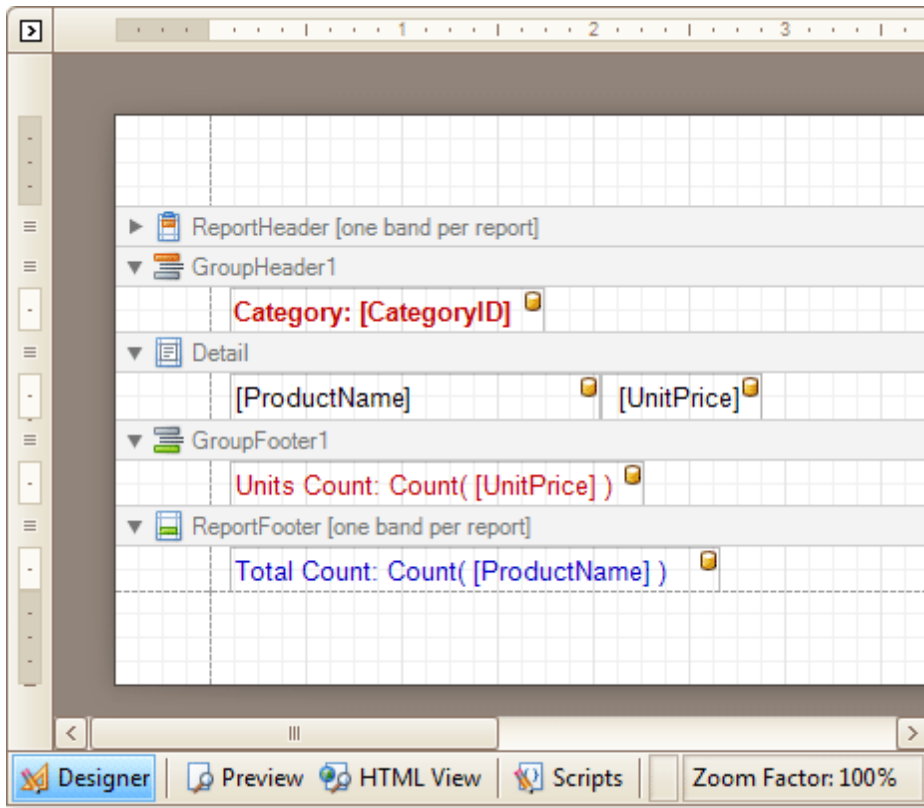 1 2 3
ReportHeader [one band per report]
GroupHeader1
Category: [CategoryID]
Detail
[ProductName] [UnitPrice]
GroupFooter1
Units Count: Count( [UnitPrice] )
ReportFooter [one band per report]
Total Count: Count( [ProductName] )
Designer Preview HTML View Scripts Zoom Factor: 100%